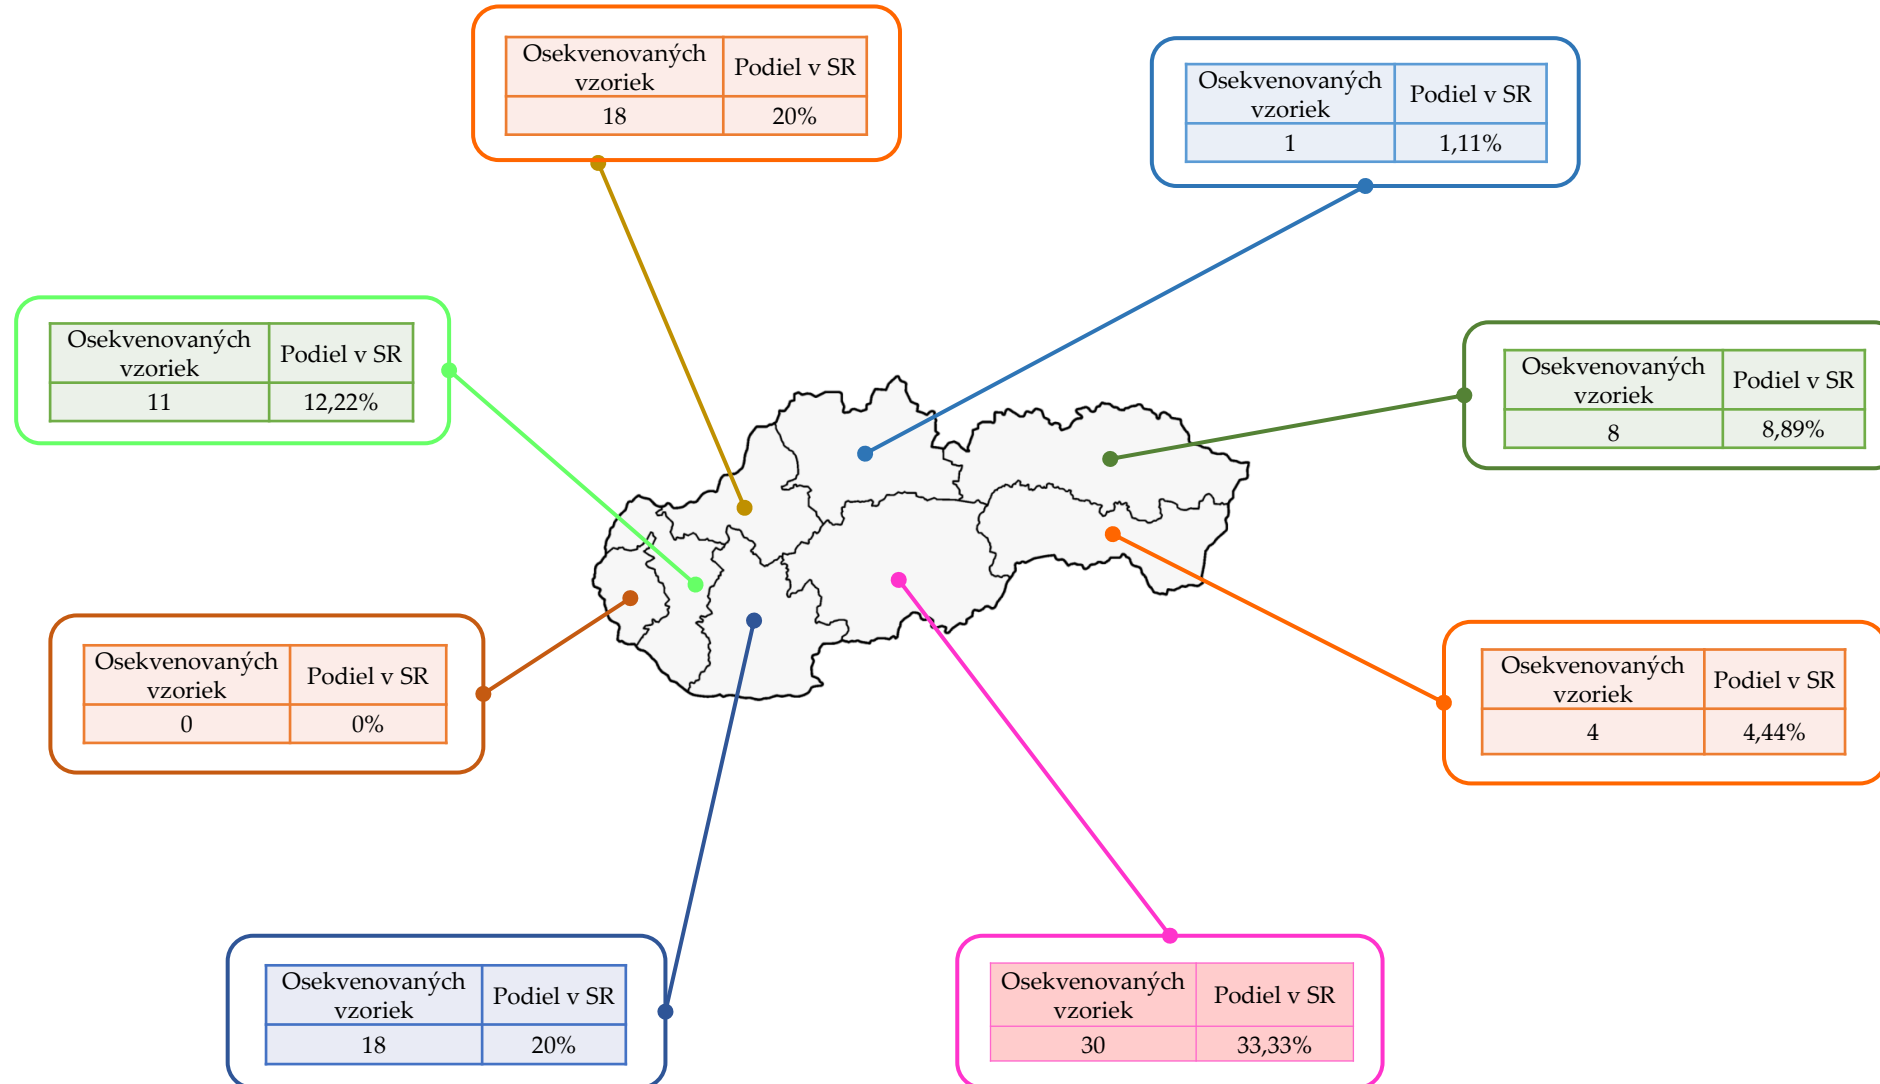 Osekvenovaných
vzoriek
Podiel v SR
18
20%
Osekvenovaných
vzoriek
Podiel v SR
1
1,11%
Osekvenovaných
vzoriek
Podiel v SR
11
12,22%
Osekvenovaných
vzoriek
Podiel v SR
8
8,89%
Osekvenovaných
vzoriek
Podiel v SR
0
0%
Osekvenovaných
vzoriek
Podiel v SR
4
4,44%
Osekvenovaných
vzoriek
Podiel v SR
18
20%
Osekvenovaných
vzoriek
Podiel v SR
30
33,33%